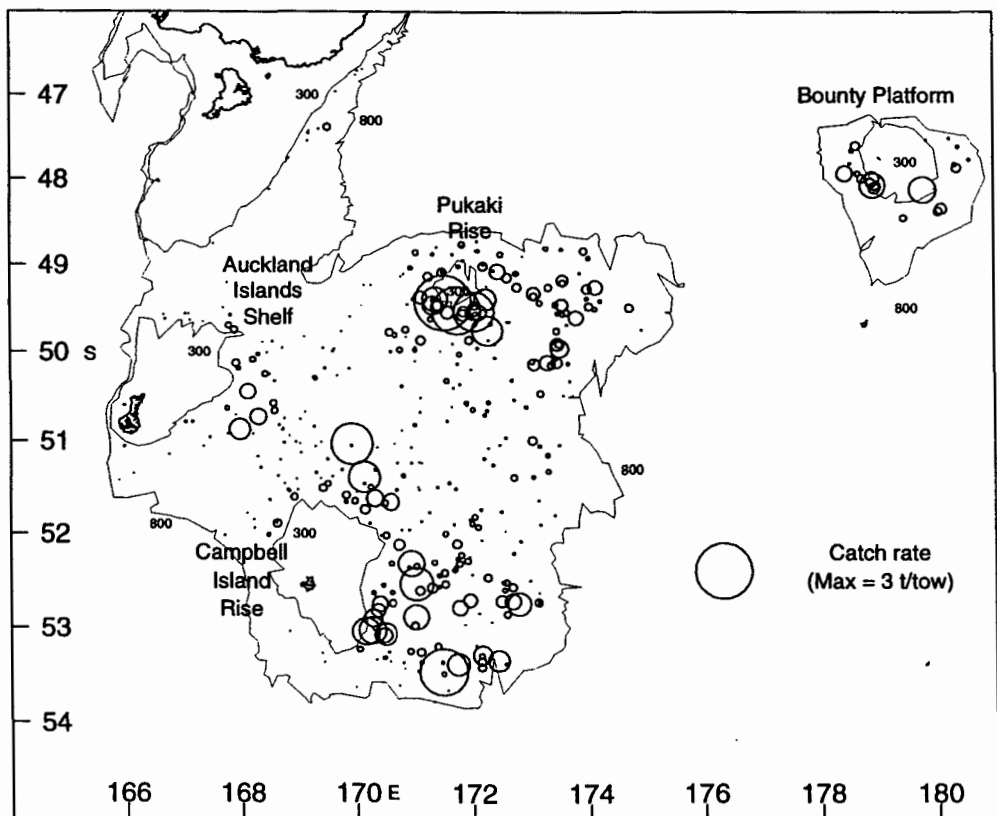 47
48
49
50
S
51
52
53
54
166
168
170 E
172
174
176
178
180
300
800
Bounty Platform
300
800
Pukaki
Rise
300
Auckland
Islands
Shelf
300
800
800
Campbell
Island
Rise
300
Catch rate
(Max = 3 t/tow)